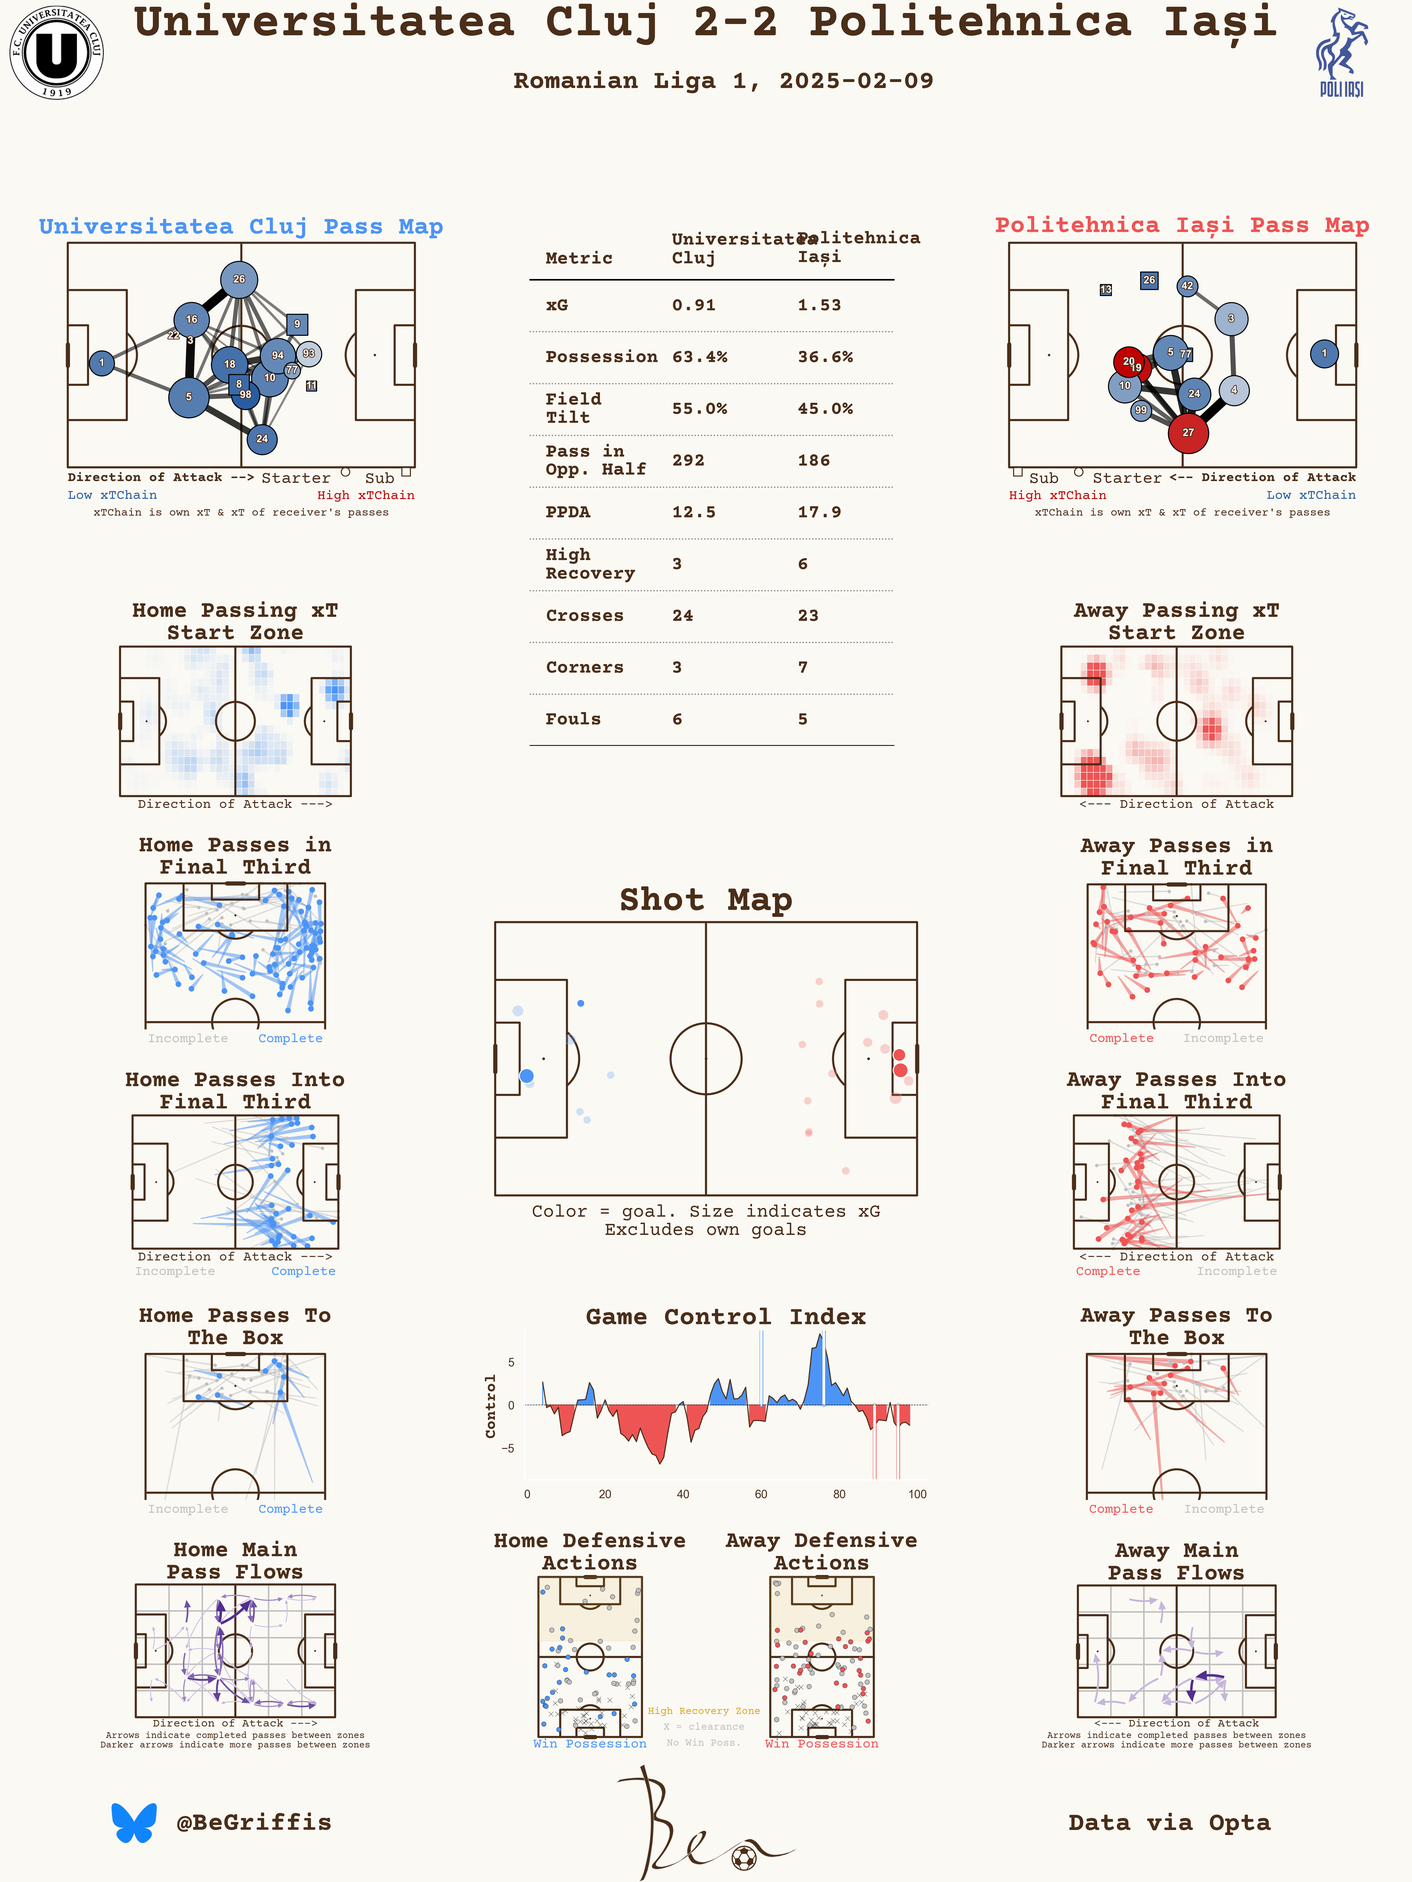 Universitatea Cluj 2-2 Politehnica Iași
Romanian Liga 1, 2025-02-09
F.C. UNIVERSITATEA CLUJ
U
1919
POLI IAȘI
Universitatea Cluj Pass Map
26
16
22
3
1
18
94
9
93
77
10
8
98
11
5
24
Direction of Attack --> Starter Sub
Low xTChain High xTChain
xTChain is own xT & xT of receiver's passes
Metric Universitatea Cluj Politehnica Iași
xG 0.91 1.53
Possession 63.4% 36.6%
Field Tilt 55.0% 45.0%
Pass in Opp. Half 292 186
PPDA 12.5 17.9
High Recovery 3 6
Crosses 24 23
Corners 3 7
Fouls 6 5
Politehnica Iași Pass Map
13
26
42
3
5
77
20
19
1
10
24
4
99
27
Sub Starter <-- Direction of Attack
High xTChain Low xTChain
xTChain is own xT & xT of receiver's passes
Home Passing xT
Start Zone
Direction of Attack --->
Away Passing xT
Start Zone
<--- Direction of Attack
Home Passes in
Final Third
Incomplete Complete
Away Passes in
Final Third
Complete Incomplete
Shot Map
Color = goal. Size indicates xG
Excludes own goals
Home Passes Into
Final Third
Direction of Attack --->
Incomplete Complete
Away Passes Into
Final Third
<--- Direction of Attack
Complete Incomplete
Home Passes To
The Box
Incomplete Complete
Game Control Index
Control
5
0
−5
0 20 40 60 80 100
Away Passes To
The Box
Complete Incomplete
Home Main
Pass Flows
Direction of Attack --->
Arrows indicate completed passes between zones
Darker arrows indicate more passes between zones
Home Defensive
Actions
Win Possession
High Recovery Zone
X = clearance
No Win Poss.
Away Defensive
Actions
Win Possession
Away Main
Pass Flows
<--- Direction of Attack
Arrows indicate completed passes between zones
Darker arrows indicate more passes between zones
@BeGriffis
Ben
Data via Opta